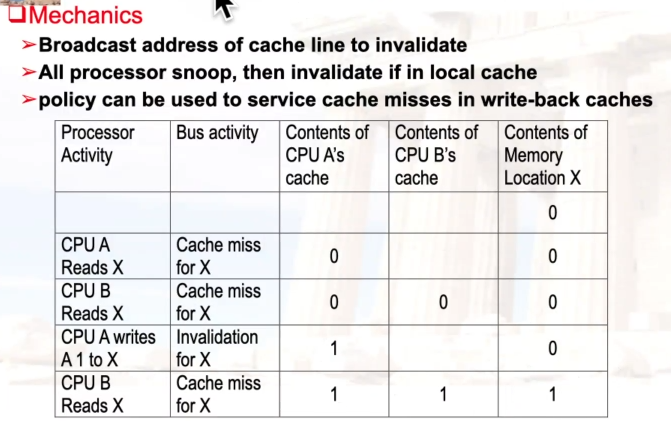 ❑Mechanics
➢Broadcast address of cache line to invalidate
➢All processor snoop, then invalidate if in local cache
➢policy can be used to service cache misses in write-back caches
Processor Activity | Bus activity | Contents of CPU A's cache | Contents of CPU B's cache | Contents of Memory Location X
0
CPU A Reads X | Cache miss for X | 0 | | 0
CPU B Reads X | Cache miss for X | 0 | 0 | 0
CPU A writes A 1 to X | Invalidation for X | 1 | | 0
CPU B Reads X | Cache miss for X | 1 | 1 | 1